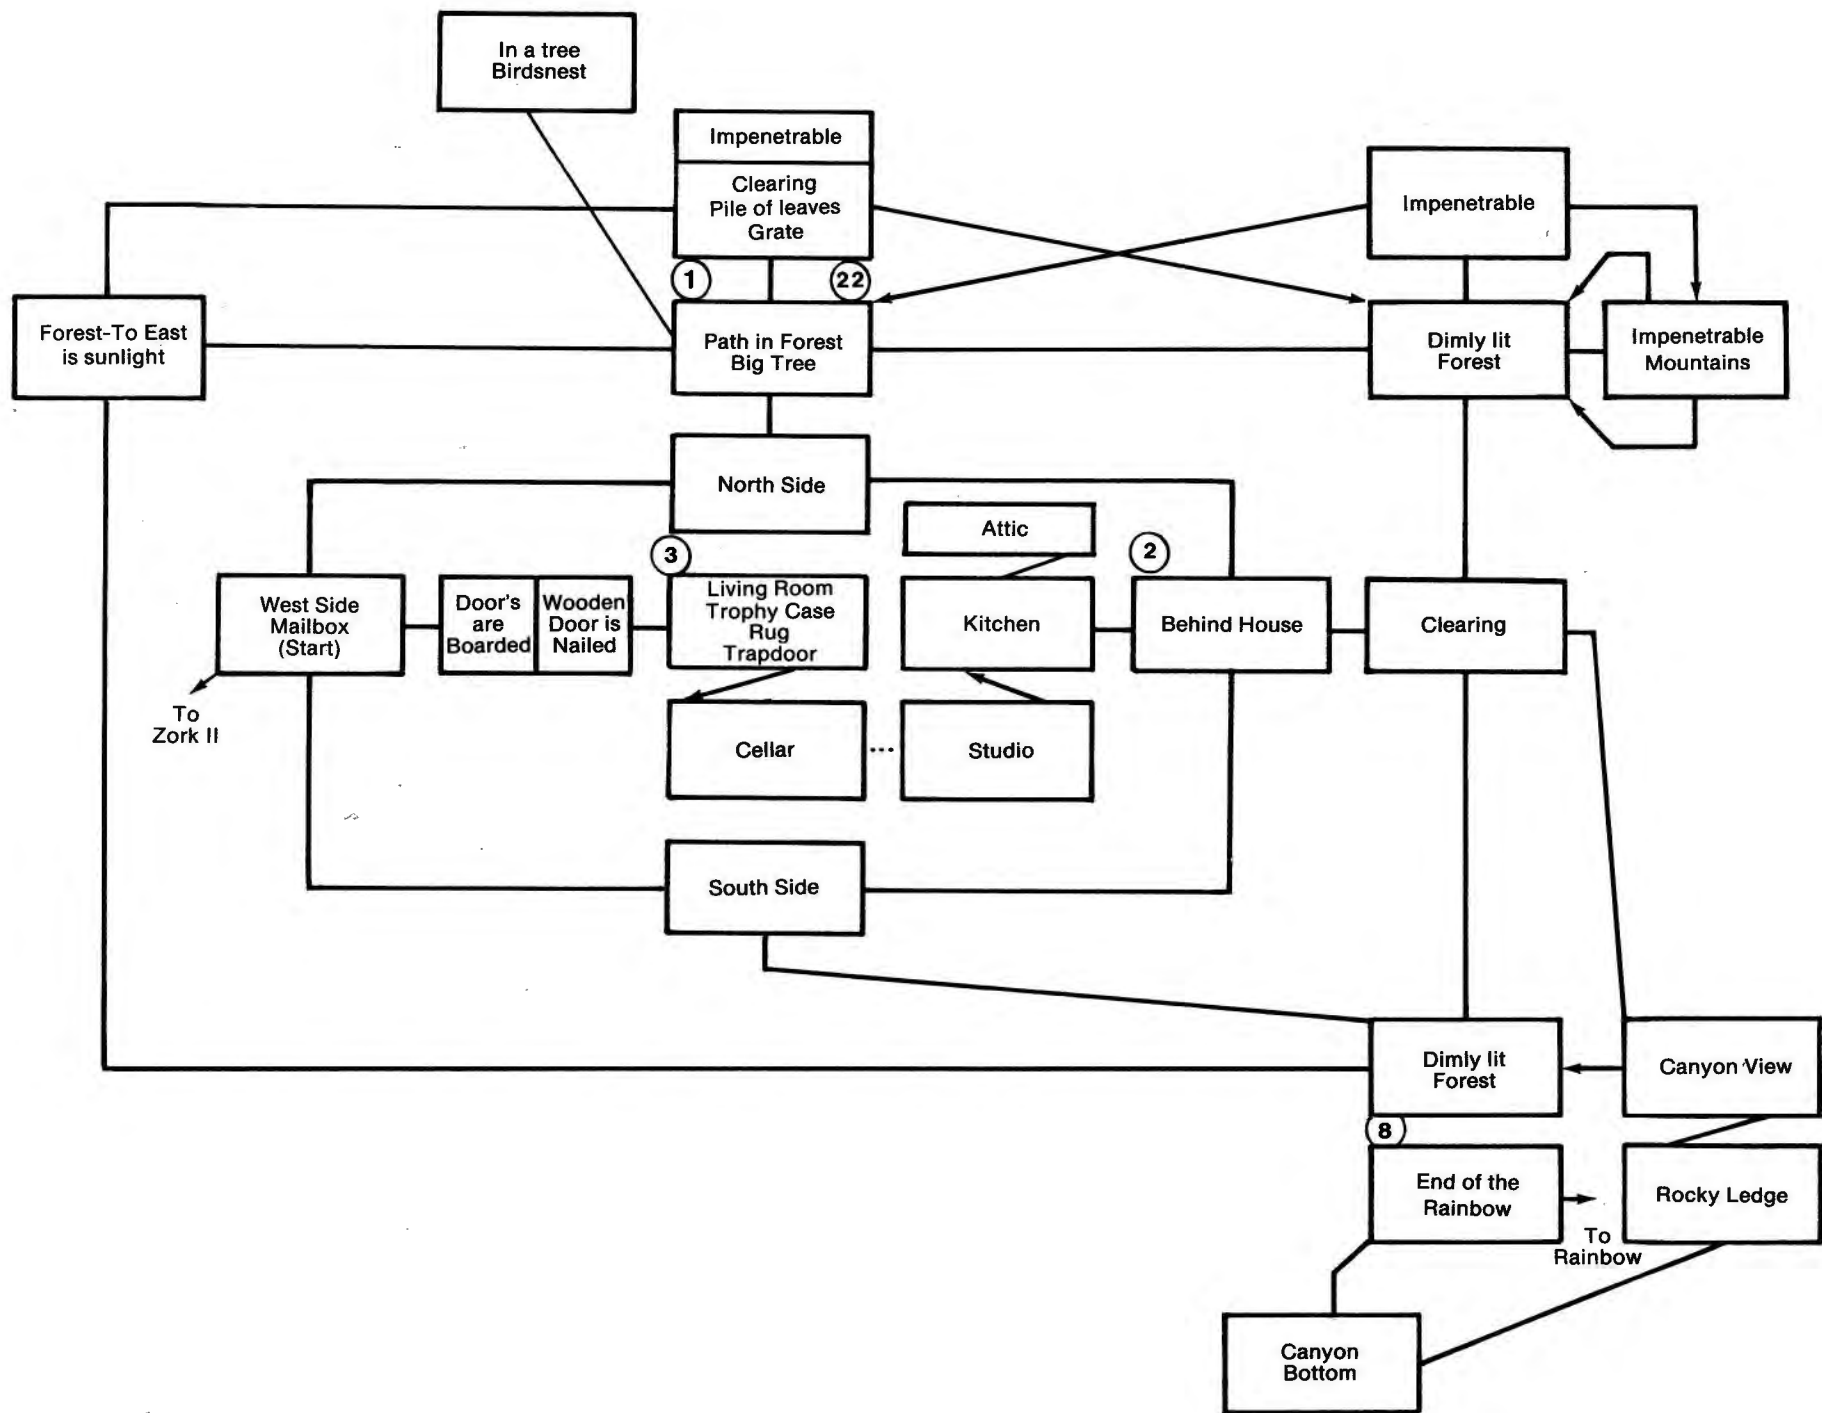 In a tree
Birdsnest
Impenetrable
Clearing
Pile of leaves
Grate
Impenetrable
1
22
Forest-To East
is sunlight
Path in Forest
Big Tree
Dimly lit
Forest
Impenetrable
Mountains
North Side
Attic
3
2
West Side
Mailbox
(Start)
Door's
are
Boarded
Wooden
Door is
Nailed
Living Room
Trophy Case
Rug
Trapdoor
Kitchen
Behind House
Clearing
To
Zork II
Cellar
Studio
South Side
Dimly lit
Forest
Canyon View
8
End of the
Rainbow
To
Rainbow
Rocky Ledge
Canyon
Bottom